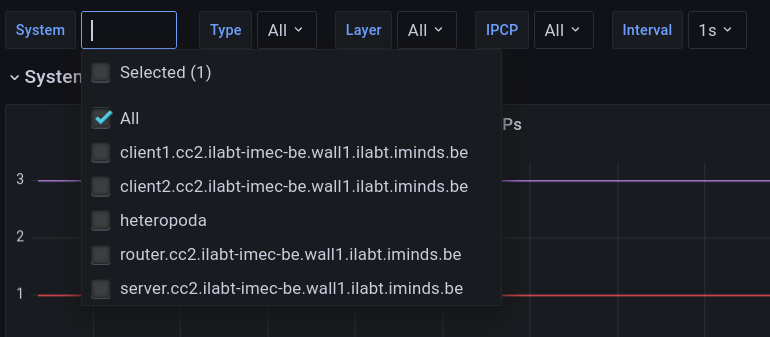 System Type All Layer All IPCP All Interval 1s
Selected (1)
System
All
Ps
client1.cc2.ilabt-imec-be.wall1.ilabt.iminds.be
3
client2.cc2.ilabt-imec-be.wall1.ilabt.iminds.be
heteropoda
2
router.cc2.ilabt-imec-be.wall1.ilabt.iminds.be
server.cc2.ilabt-imec-be.wall1.ilabt.iminds.be
1